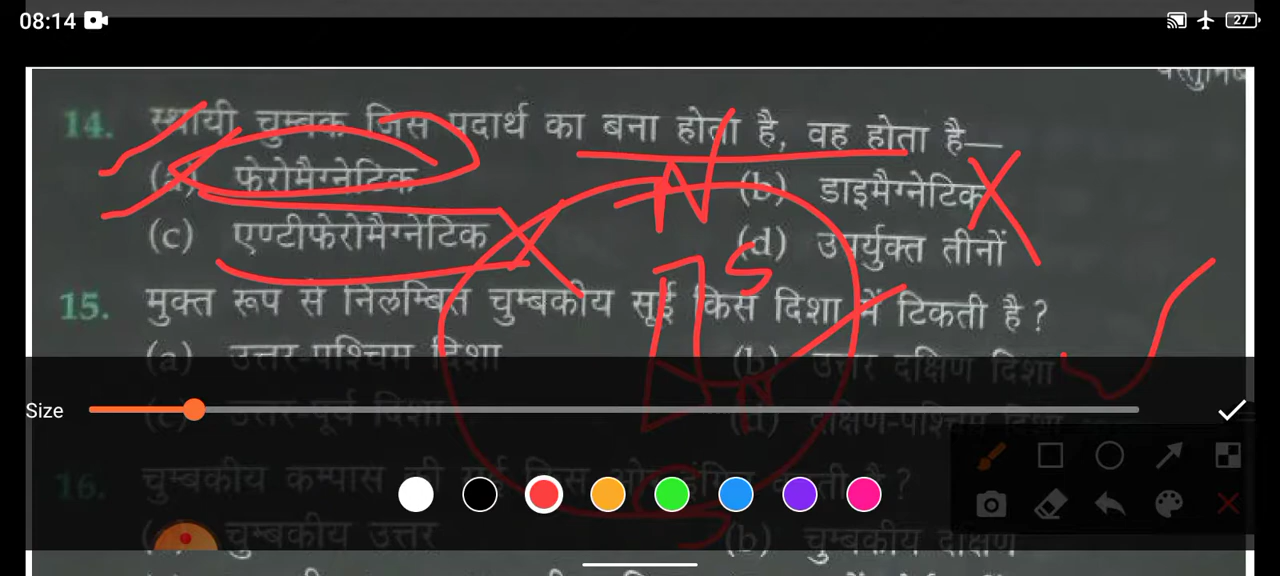 08:14
27
14. स्थायी चुम्बक जिस पदार्थ का बना होता है, वह होता है—
(a) फेरोमैग्नेटिक (b) डाइमैग्नेटिक
(c) एण्टीफेरोमैग्नेटिक (d) उपर्युक्त तीनों
N
S
15. मुक्त रूप से निलम्बित चुम्बकीय सूई किस दिशा में टिकती है ?
(a) उत्तर-पश्चिम दिशा (b) उत्तर दक्षिण दिशा
(c) उत्तर-पूर्व दिशा (d) दक्षिण-पश्चिम दिशा
Size
16. चुम्बकीय कम्पास की सूई किस ओर इंगित करती है ?
चुम्बकीय उत्तर (b) चुम्बकीय दक्षिण